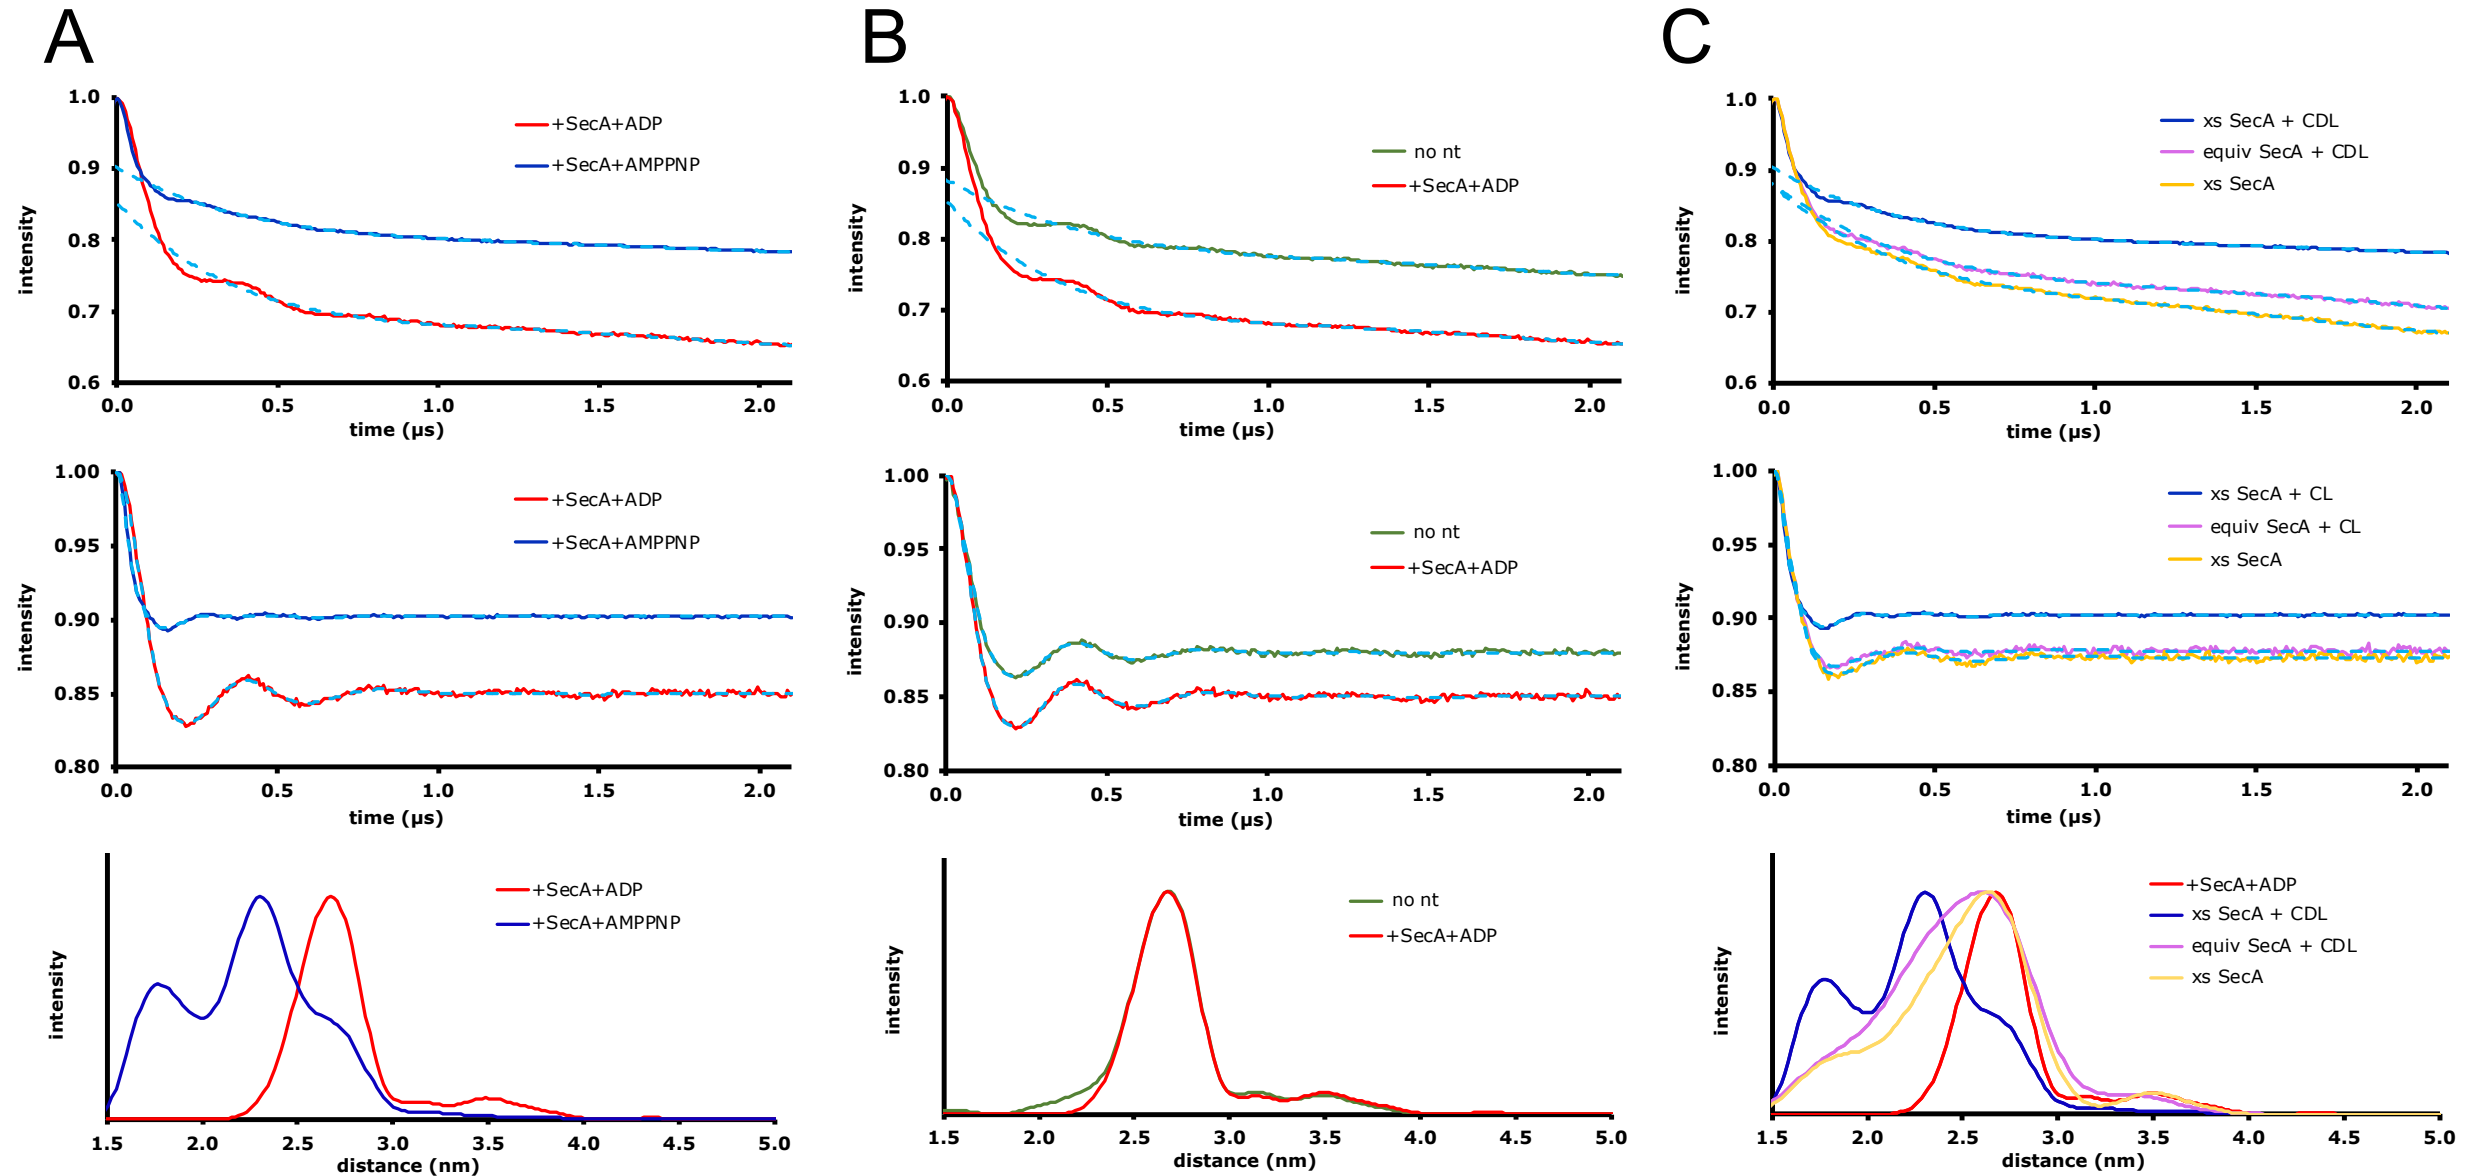 A
B
C
1.0
0.9
0.8
0.7
0.6
intensity
+SecA+ADP
+SecA+AMPPNP
0.0 0.5 1.0 1.5 2.0
time (µs)
1.0
0.9
0.8
0.7
0.6
intensity
no nt
+SecA+ADP
0.0 0.5 1.0 1.5 2.0
time (µs)
1.0
0.9
0.8
0.7
0.6
intensity
xs SecA + CDL
equiv SecA + CDL
xs SecA
0.0 0.5 1.0 1.5 2.0
time (µs)
1.00
0.95
0.90
0.85
0.80
intensity
+SecA+ADP
+SecA+AMPPNP
0.0 0.5 1.0 1.5 2.0
time (µs)
1.00
0.95
0.90
0.85
0.80
intensity
no nt
+SecA+ADP
0.0 0.5 1.0 1.5 2.0
time (µs)
1.00
0.95
0.90
0.85
0.80
intensity
xs SecA + CL
equiv SecA + CL
xs SecA
0.0 0.5 1.0 1.5 2.0
time (µs)
intensity
+SecA+ADP
+SecA+AMPPNP
1.5 2.0 2.5 3.0 3.5 4.0 4.5 5.0
distance (nm)
intensity
no nt
+SecA+ADP
1.5 2.0 2.5 3.0 3.5 4.0 4.5 5.0
distance (nm)
intensity
+SecA+ADP
xs SecA + CDL
equiv SecA + CDL
xs SecA
1.5 2.0 2.5 3.0 3.5 4.0 4.5 5.0
distance (nm)